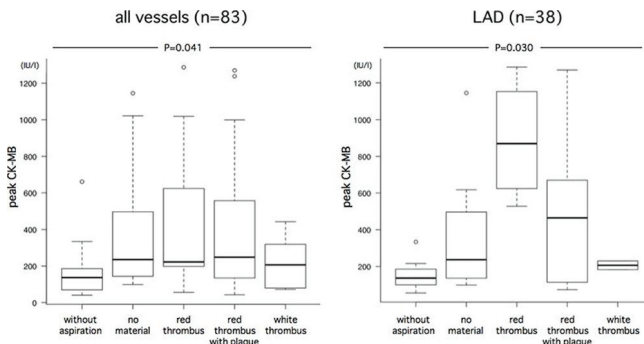 all vessels (n=83)
P=0.041
(IU/l)
peak CK-MB
1200
1000
800
600
400
200
0
without aspiration
no material
red thrombus
red thrombus with plaque
white thrombus
LAD (n=38)
P=0.030
(IU/l)
peak CK-MB
1200
1000
800
600
400
200
without aspiration
no material
red thrombus
red thrombus with plaque
white thrombus